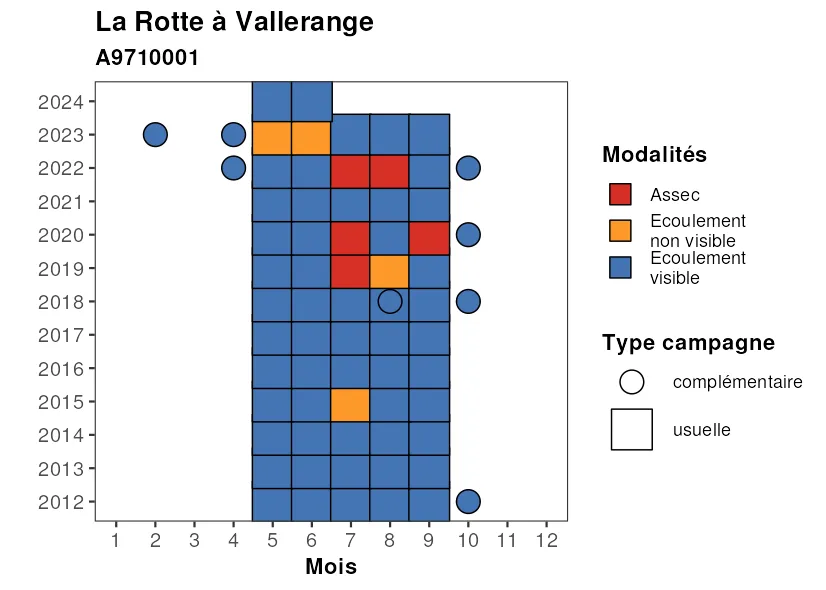 La Rotte à Vallerange
A9710001
2024
2023
2022
2021
2020
2019
2018
2017
2016
2015
2014
2013
2012
1 2 3 4 5 6 7 8 9 10 11 12
Mois
Modalités
Assec
Ecoulement
non visible
Ecoulement
visible
Type campagne
complémentaire
usuelle